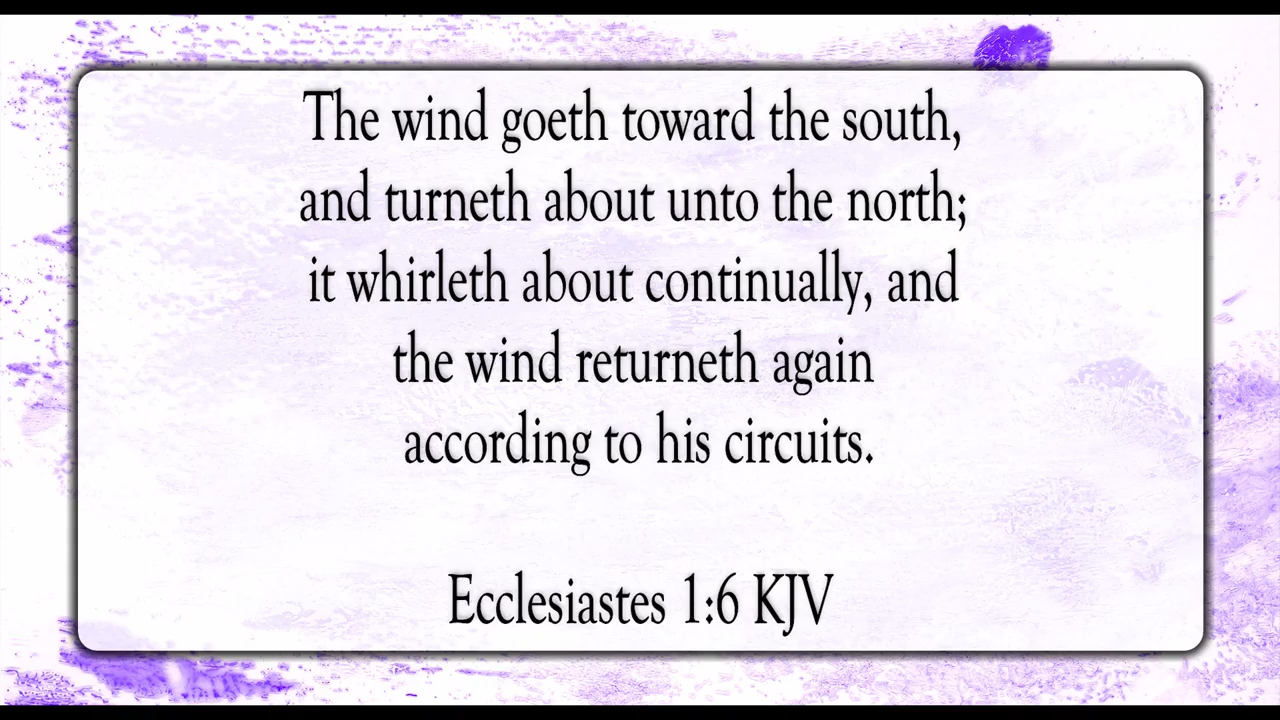 The wind goeth toward the south,
and turneth about unto the north;
it whirleth about continually, and
the wind returneth again
according to his circuits.
Ecclesiastes 1:6 KJV